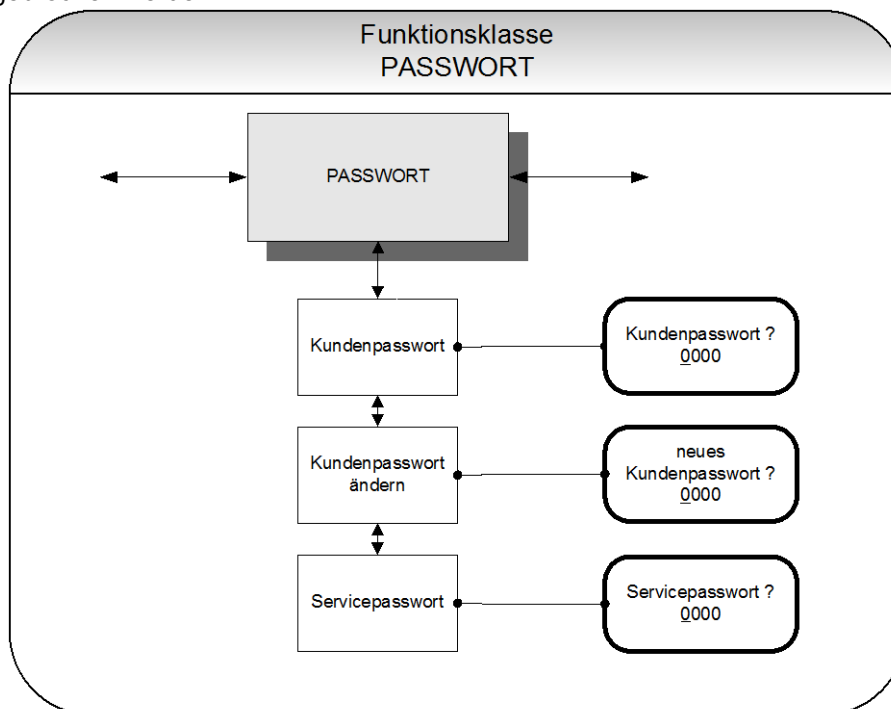 Funktionsklasse
PASSWORT
PASSWORT
Kundenpasswort
Kundenpasswort ?
0000
Kundenpasswort
ändern
neues
Kundenpasswort ?
0000
Servicepasswort
Servicepasswort ?
0000